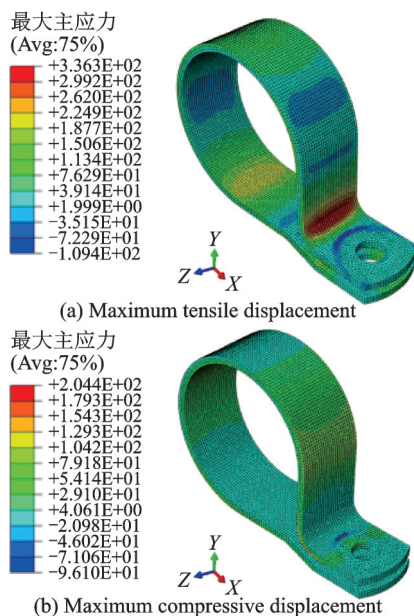 最大主应力
(Avg:75%)
+3.363E+02
+2.992E+02
+2.620E+02
+2.249E+02
+1.877E+02
+1.506E+02
+1.134E+02
+7.629E+01
+3.914E+01
+1.999E+00
−3.515E+01
−7.229E+01
−1.094E+02
Y
Z
X
(a) Maximum tensile displacement
最大主应力
(Avg:75%)
+2.044E+02
+1.793E+02
+1.543E+02
+1.293E+02
+1.042E+02
+7.918E+01
+5.414E+01
+2.910E+01
+4.061E+00
−2.098E+01
−4.602E+01
−7.106E+01
−9.610E+01
Y
Z
X
(b) Maximum compressive displacement